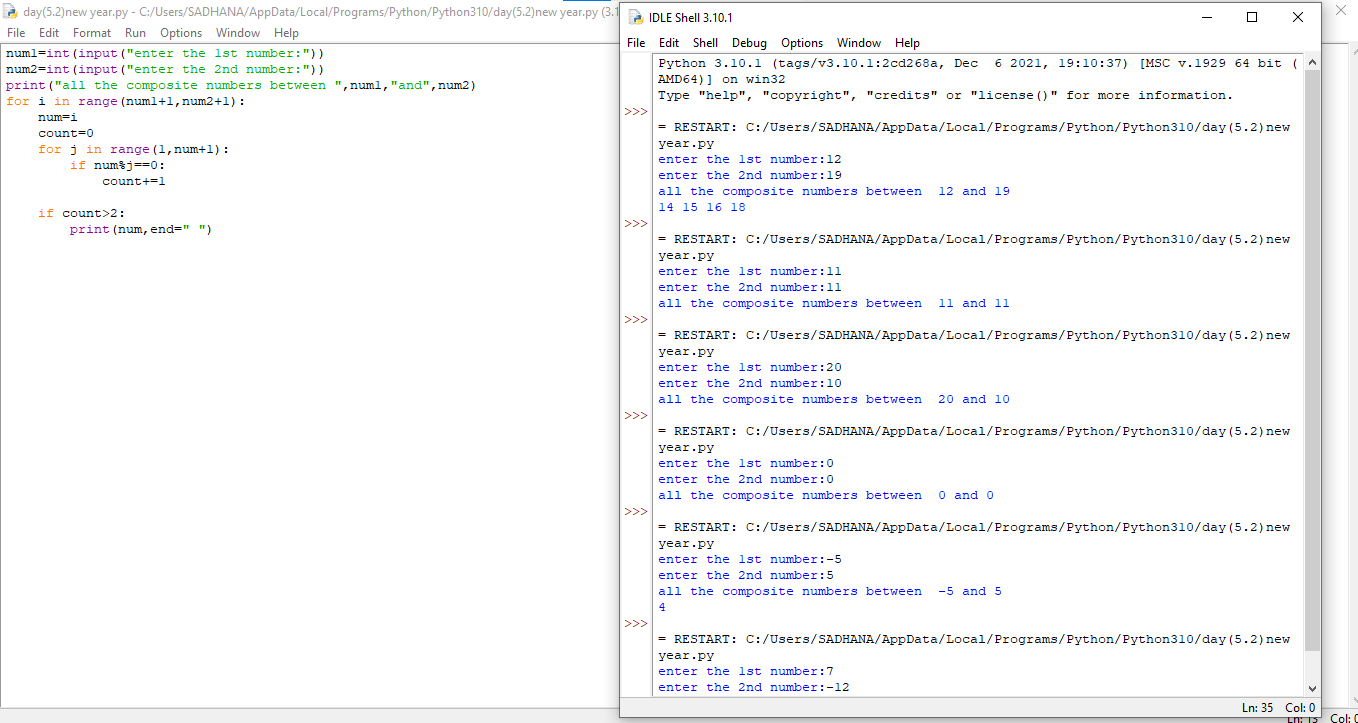 day(5.2)new year.py - C:/Users/SADHANA/AppData/Local/Programs/Python/Python310/day(5.2)new year.py (3.1
File Edit Format Run Options Window Help
num1=int(input("enter the 1st number:"))
num2=int(input("enter the 2nd number:"))
print("all the composite numbers between ",num1,"and",num2)
for i in range(num1+1,num2+1):
    num=i
    count=0
    for j in range(1,num+1):
        if num%j==0:
            count+=1
    if count>2:
        print(num,end=" ")
IDLE Shell 3.10.1
File Edit Shell Debug Options Window Help
Python 3.10.1 (tags/v3.10.1:2cd268a, Dec  6 2021, 19:10:37) [MSC v.1929 64 bit (
AMD64)] on win32
Type "help", "copyright", "credits" or "license()" for more information.
>>>
= RESTART: C:/Users/SADHANA/AppData/Local/Programs/Python/Python310/day(5.2)new
year.py
enter the 1st number:12
enter the 2nd number:19
all the composite numbers between  12 and 19
14 15 16 18
>>>
= RESTART: C:/Users/SADHANA/AppData/Local/Programs/Python/Python310/day(5.2)new
year.py
enter the 1st number:11
enter the 2nd number:11
all the composite numbers between  11 and 11
>>>
= RESTART: C:/Users/SADHANA/AppData/Local/Programs/Python/Python310/day(5.2)new
year.py
enter the 1st number:20
enter the 2nd number:10
all the composite numbers between  20 and 10
>>>
= RESTART: C:/Users/SADHANA/AppData/Local/Programs/Python/Python310/day(5.2)new
year.py
enter the 1st number:0
enter the 2nd number:0
all the composite numbers between  0 and 0
>>>
= RESTART: C:/Users/SADHANA/AppData/Local/Programs/Python/Python310/day(5.2)new
year.py
enter the 1st number:-5
enter the 2nd number:5
all the composite numbers between  -5 and 5
4
>>>
= RESTART: C:/Users/SADHANA/AppData/Local/Programs/Python/Python310/day(5.2)new
year.py
enter the 1st number:7
enter the 2nd number:-12
Ln: 35 Col: 0
Ln: 13 Col: 0